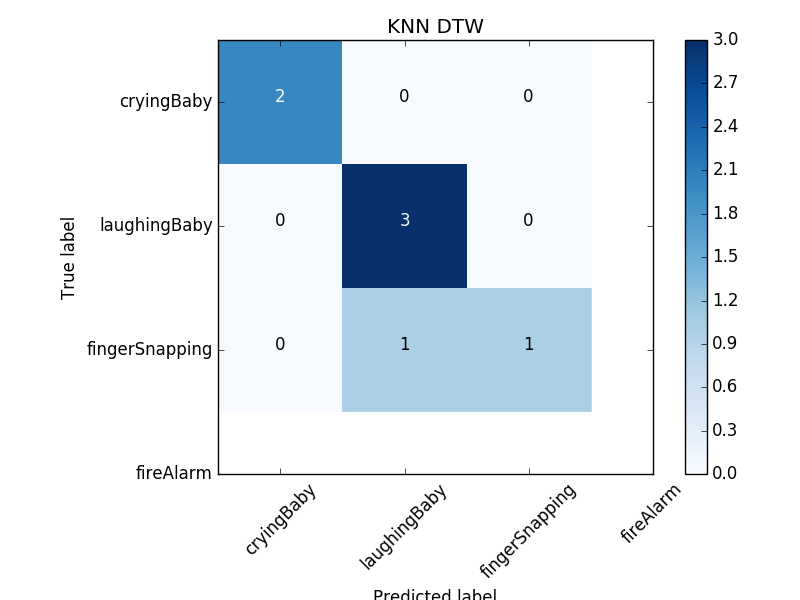 KNN DTW
cryingBaby 2 0 0
laughingBaby 0 3 0
fingerSnapping 0 1 1
fireAlarm
True label
cryingBaby laughingBaby fingerSnapping fireAlarm
Predicted label
3.0
2.7
2.4
2.1
1.8
1.5
1.2
0.9
0.6
0.3
0.0